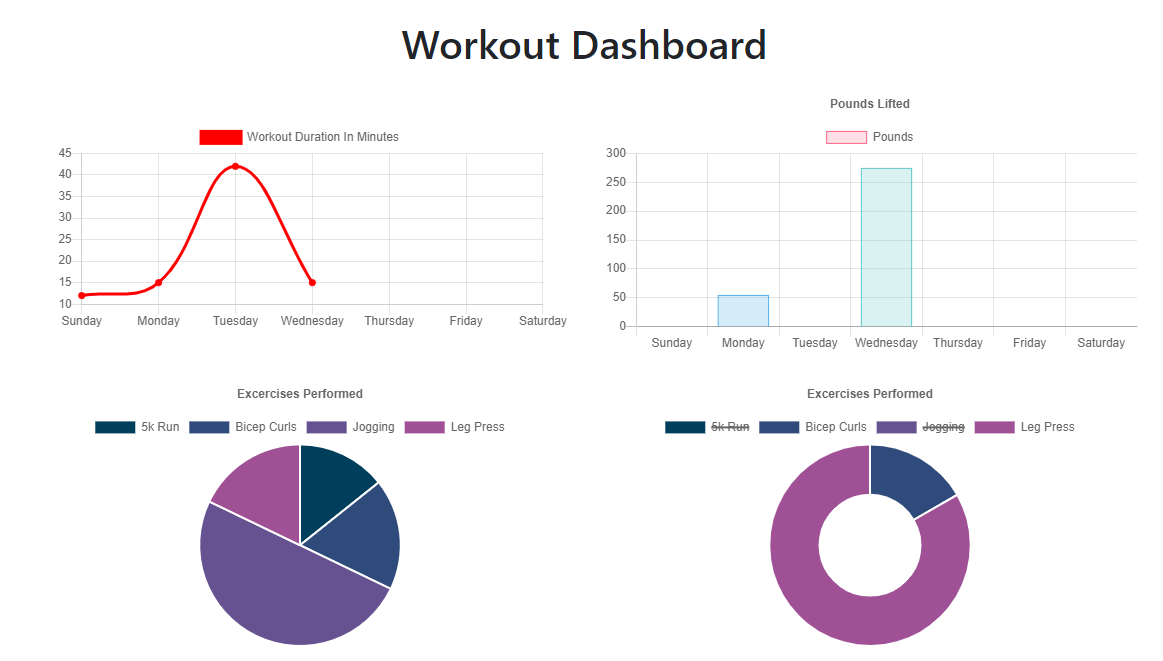 Workout Dashboard
Workout Duration In Minutes
45
40
35
30
25
20
15
10
Sunday Monday Tuesday Wednesday Thursday Friday Saturday
Pounds Lifted
Pounds
300
250
200
150
100
50
0
Sunday Monday Tuesday Wednesday Thursday Friday Saturday
Excercises Performed
5k Run Bicep Curls Jogging Leg Press
Excercises Performed
5k Run Bicep Curls Jogging Leg Press